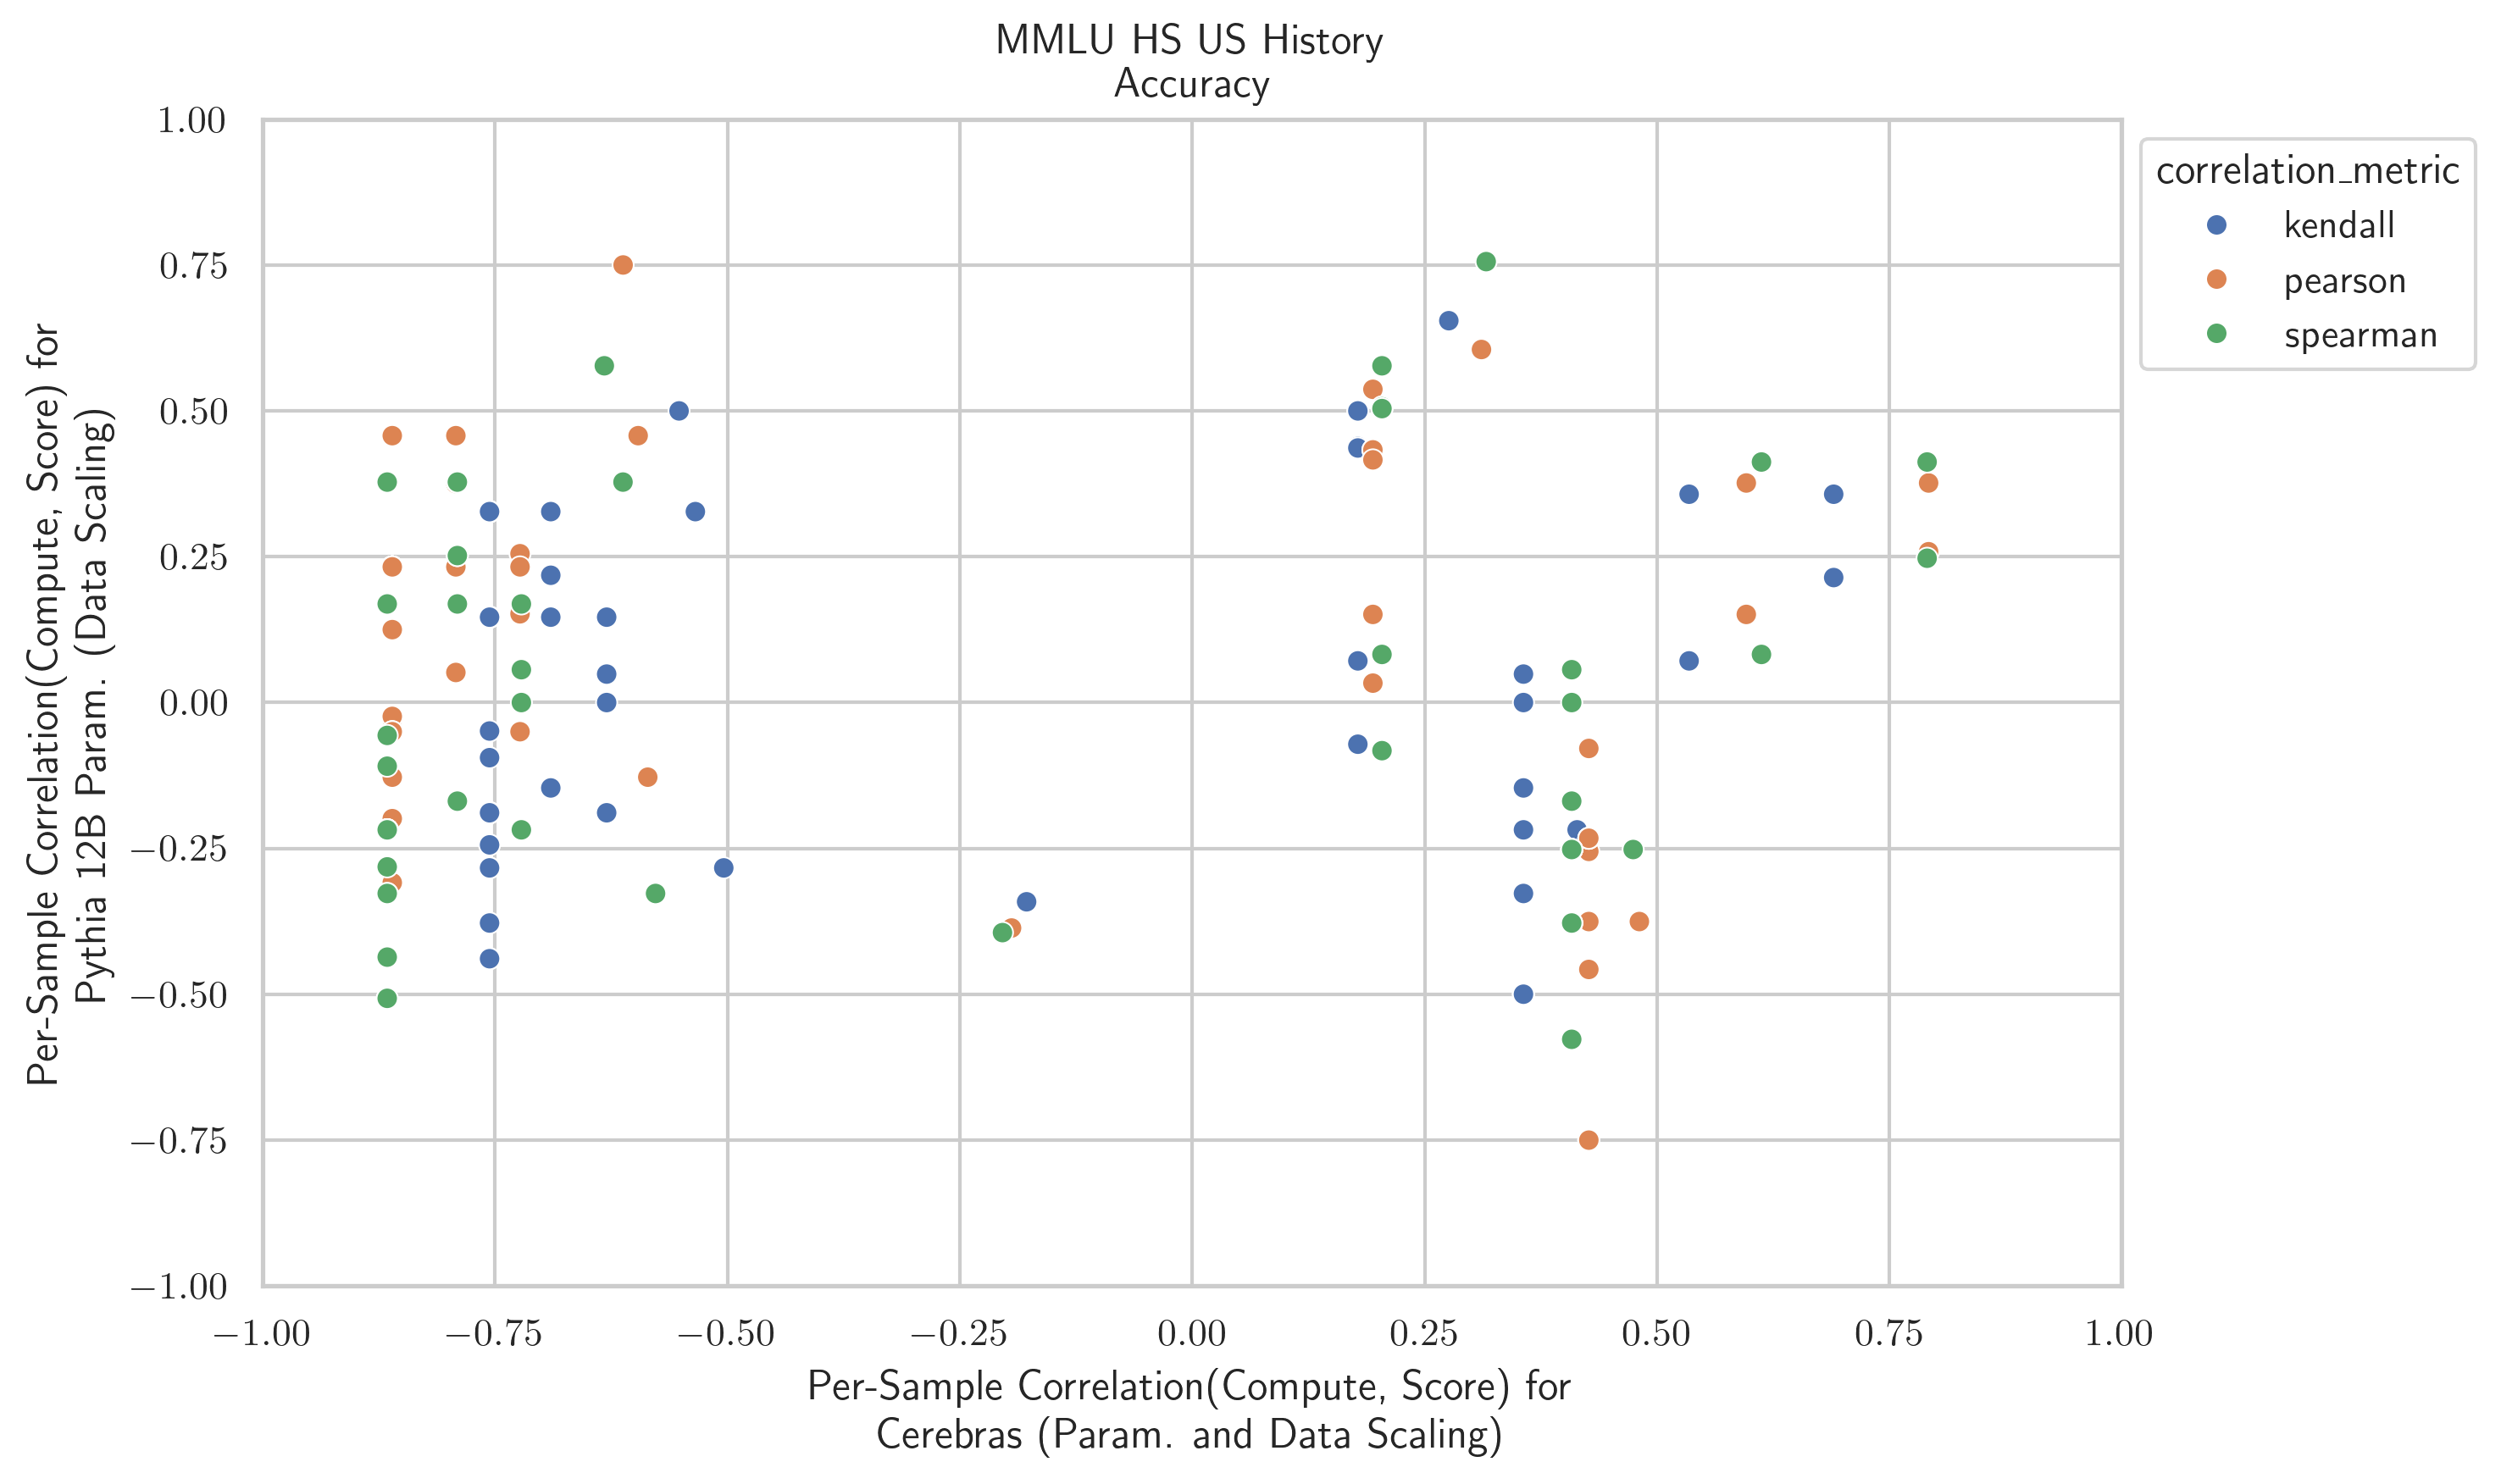 MMLU HS US History
Accuracy
1.00
0.75
0.50
0.25
0.00
−0.25
−0.50
−0.75
−1.00
Per-Sample Correlation(Compute, Score) for
Pythia 12B Param. (Data Scaling)
correlation_metric
kendall
pearson
spearman
−1.00
−0.75
−0.50
−0.25
0.00
0.25
0.50
0.75
1.00
Per-Sample Correlation(Compute, Score) for
Cerebras (Param. and Data Scaling)